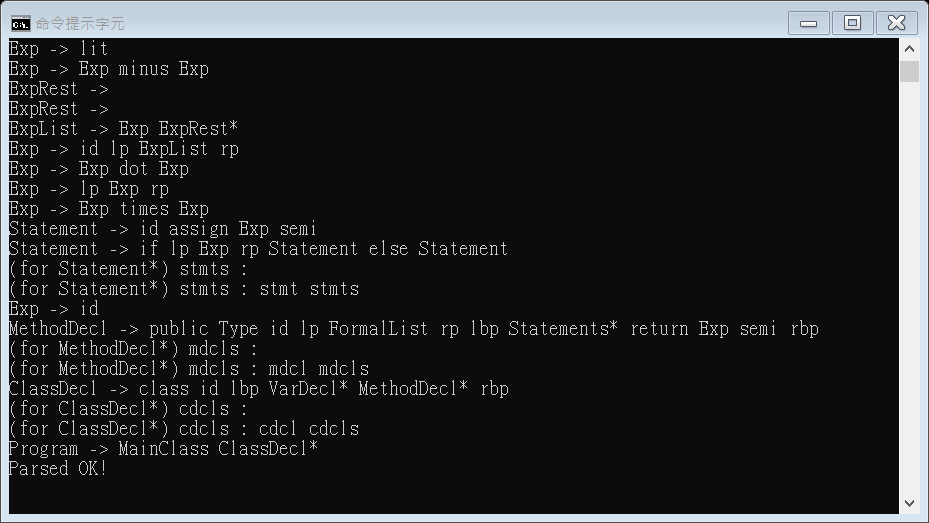 命令提示字元
Exp -> lit
Exp -> Exp minus Exp
ExpRest ->
ExpRest ->
ExpList -> Exp ExpRest*
Exp -> id lp ExpList rp
Exp -> Exp dot Exp
Exp -> lp Exp rp
Exp -> Exp times Exp
Statement -> id assign Exp semi
Statement -> if lp Exp rp Statement else Statement
(for Statement*) stmts :
(for Statement*) stmts : stmt stmts
Exp -> id
MethodDecl -> public Type id lp FormalList rp lbp Statements* return Exp semi rbp
(for MethodDecl*) mdcls :
(for MethodDecl*) mdcls : mdcl mdcls
ClassDecl -> class id lbp VarDecl* MethodDecl* rbp
(for ClassDecl*) cdcls :
(for ClassDecl*) cdcls : cdcl cdcls
Program -> MainClass ClassDecl*
Parsed OK!